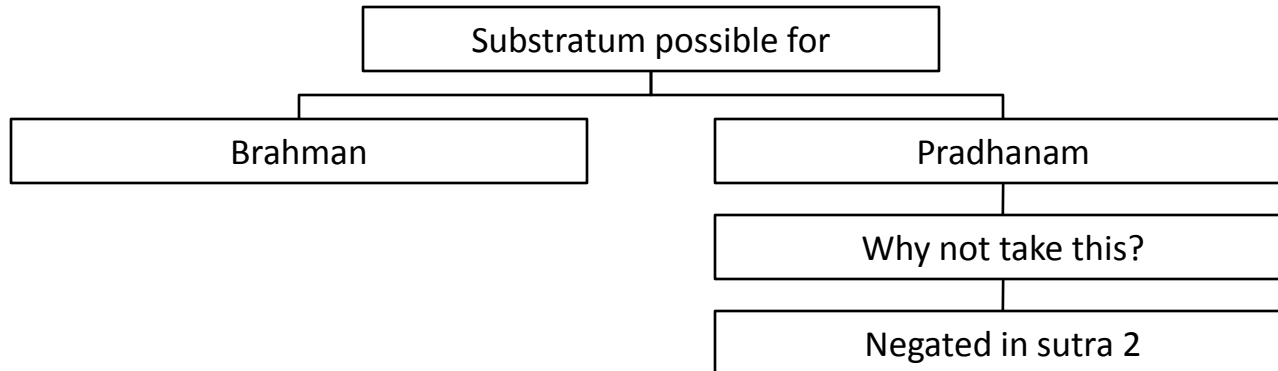 Substratum possible for
Brahman
Pradhanam
Why not take this?
Negated in sutra 2